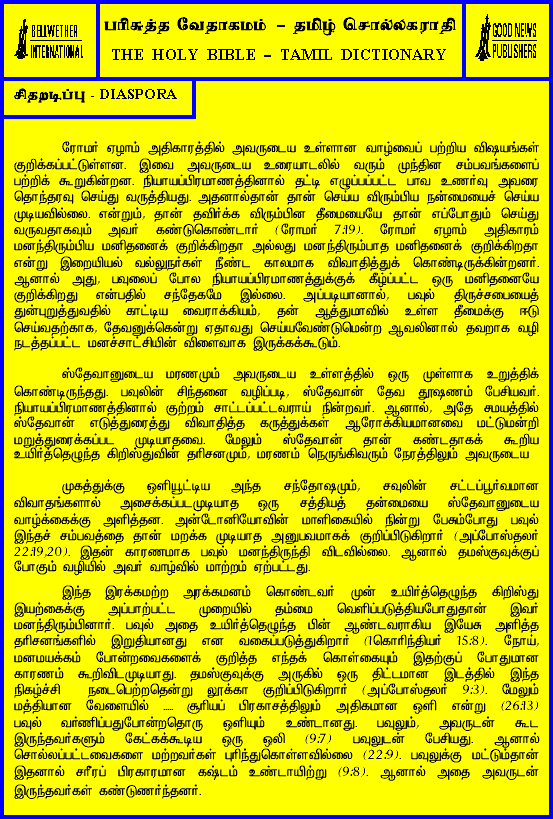 BELLWETHER
INTERNATIONAL
பரிசுத்த வேதாகமம் – தமிழ் சொல்லகராதி
THE HOLY BIBLE – TAMIL DICTIONARY
GOOD NEWS
PUBLISHERS
சிதறடிப்பு - DIASPORA
ரோமர் ஏழாம் அதிகாரத்தில் அவருடைய உள்ளான வாழ்வைப் பற்றிய விஷயங்கள்
குறிக்கப்பட்டுள்ளன. இவை அவருடைய உரையாடலில் வரும் முந்தின சம்பவங்களைப்
பற்றிக் கூறுகின்றன. நியாயப்பிரமாணத்தினால் தட்டி எழுப்பப்பட்ட பாவ உணர்வு அவரை
தொந்தரவு செய்து வருத்தியது. அதனால்தான் தான் செய்ய விரும்பிய நன்மையைச் செய்ய
முடியவில்லை. என்றும், தான் தவிர்க்க விரும்பின தீமையையே தான் எப்போதும் செய்து
வருவதாகவும் அவர் கண்டுகொண்டார் (ரோமர் 7:19). ரோமர் ஏழாம் அதிகாரம்
மனந்திரும்பிய மனிதனைக் குறிக்கிறதா அல்லது மனந்திரும்பாத மனிதனைக் குறிக்கிறதா
என்று இறையியல் வல்லுநர்கள் நீண்ட காலமாக விவாதித்துக் கொண்டிருக்கின்றனர்.
ஆனால் அது, பவுலைப் போல நியாயப்பிரமாணத்துக்குக் கீழ்ப்பட்ட ஒரு மனிதனையே
குறிக்கிறது என்பதில் சந்தேகமே இல்லை. அப்படியானால், பவுல் திருச்சபையைத்
துன்புறுத்துவதில் காட்டிய வைராக்கியம், தன் ஆத்துமாவில் உள்ள தீமைக்கு ஈடு
செய்வதற்காக, தேவனுக்கென்று ஏதாவது செய்யவேண்டுமென்ற ஆவலினால் தவறாக வழி
நடத்தப்பட்ட மனச்சாட்சியின் விளைவாக இருக்கக்கூடும்.
ஸ்தேவானுடைய மரணமும் அவருடைய உள்ளத்தில் ஒரு முள்ளாக உறுத்திக்
கொண்டிருந்தது. பவுலின் சிந்தனை வழிப்படி, ஸ்தேவான் தேவ தூஷணம் பேசியவர்.
நியாயப்பிரமாணத்தினால் குற்றம் சாட்டப்பட்டவராய் நின்றவர். ஆனால், அதே சமயத்தில்
ஸ்தேவான் எடுத்துரைத்து விவாதித்த கருத்துக்கள் ஆரோக்கியமானவை மட்டுமன்றி
மறுத்துரைக்கப்பட முடியாதவை. மேலும் ஸ்தேவான் தான் கண்டதாகக் கூறிய
உயிர்த்தெழுந்த கிறிஸ்துவின் தரிசனமும், மரணம் நெருங்கிவரும் நேரத்திலும் அவருடைய
முகத்துக்கு ஒளியூட்டிய அந்த சந்தோஷமும், சவுலின் சட்டப்பூர்வமான
விவாதங்களால் அசைக்கப்படமுடியாத ஒரு சத்தியத் தன்மையை ஸ்தேவானுடைய
வாழ்க்கைக்கு அளித்தன. அன்டோனியோவின் மாளிகையில் நின்று பேசும்போது பவுல்
இந்தச் சம்பவத்தை தான் மறக்க முடியாத அனுபவமாகக் குறிப்பிடுகிறார் (அப்போஸ்தலர்
22:19,20). இதன் காரணமாக பவுல் மனந்திருந்தி விடவில்லை. ஆனால் தமஸ்குவுக்குப்
போகும் வழியில் அவர் வாழ்வில் மாற்றம் ஏற்பட்டது.
இந்த இரக்கமற்ற அரக்கமனம் கொண்டவர் முன் உயிர்த்தெழுந்த கிறிஸ்து
இயற்கைக்கு அப்பாற்பட்ட முறையில் தம்மை வெளிப்படுத்தியபோதுதான் இவர்
மனந்திரும்பினார். பவுல் அதை உயிர்த்தெழுந்த பின் ஆண்டவராகிய இயேசு அளித்த
தரிசனங்களில் இறுதியானது என வகைப்படுத்துகிறார் (1கொரிந்தியர் 15:8). நோய்,
மனமயக்கம் போன்றவைகளைக் குறித்த எந்தக் கொள்கையும் இதற்குப் போதுமான
காரணம் கூறிவிடமுடியாது. தமஸ்குவுக்கு அருகில் ஒரு திட்டமான இடத்தில் இந்த
நிகழ்ச்சி நடைபெற்றதென்று லூக்கா குறிப்பிடுகிறார் (அப்போஸ்தலர் 9:3). மேலும்
மத்தியான வேளையில் ..... சூரியப் பிரகாசத்திலும் அதிகமான ஒளி என்று (26:13)
பவுல் வர்ணிப்பதுபோன்றதொரு ஒளியும் உண்டானது. பவுலும், அவருடன் கூட
இருந்தவர்களும் கேட்கக்கூடிய ஒரு ஒலி (9:7) பவுலுடன் பேசியது. ஆனால்
சொல்லப்பட்டவைகளை மற்றவர்கள் புரிந்துகொள்ளவில்லை (22:9). பவுலுக்கு மட்டும்தான்
இதனால் சரீரப் பிரகாரமான கஷ்டம் உண்டாயிற்று (9:8). ஆனால் அதை அவருடன்
இருந்தவர்கள் கண்டுணர்ந்தனர்.